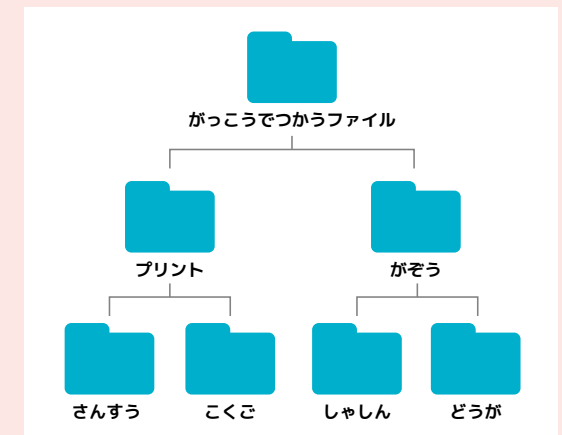 がっこうでつかうファイル
プリント
がぞう
さんすう
こくご
しゃしん
どうが